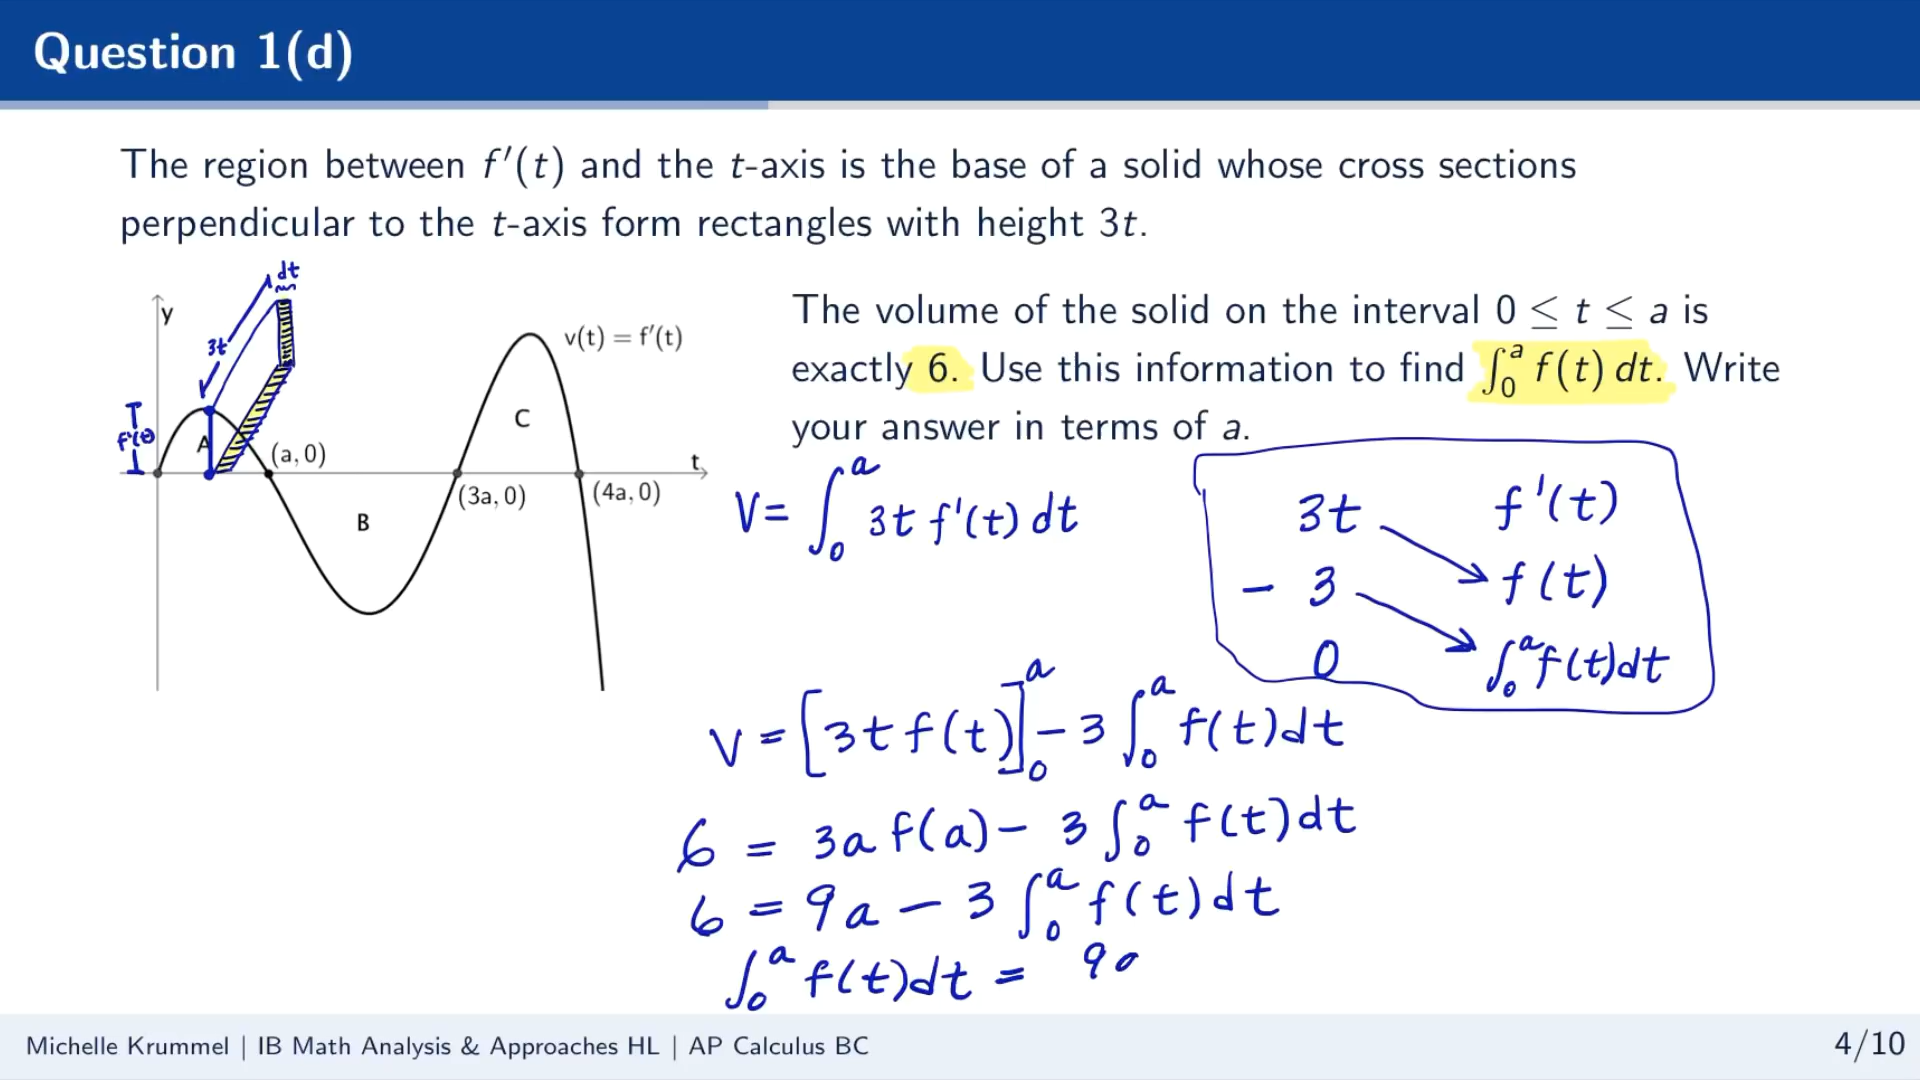 Question 1(d)
The region between f′(t) and the t-axis is the base of a solid whose cross sections
perpendicular to the t-axis form rectangles with height 3t.
dt
3t
f'(t)
y
v(t) = f′(t)
A
B
C
(a, 0)
(3a, 0)
(4a, 0)
t
The volume of the solid on the interval 0 ≤ t ≤ a is
exactly 6. Use this information to find ∫₀ᵃ f(t) dt. Write
your answer in terms of a.
V = ∫₀ᵃ 3t f'(t) dt
3t f'(t)
- 3 f(t)
0 ∫₀ᵃ f(t)dt
V = [3t f(t)]₀ᵃ - 3 ∫₀ᵃ f(t)dt
6 = 3a f(a) - 3 ∫₀ᵃ f(t)dt
6 = 9a - 3 ∫₀ᵃ f(t)dt
∫₀ᵃ f(t)dt = 9a
Michelle Krummel | IB Math Analysis & Approaches HL | AP Calculus BC
4/10